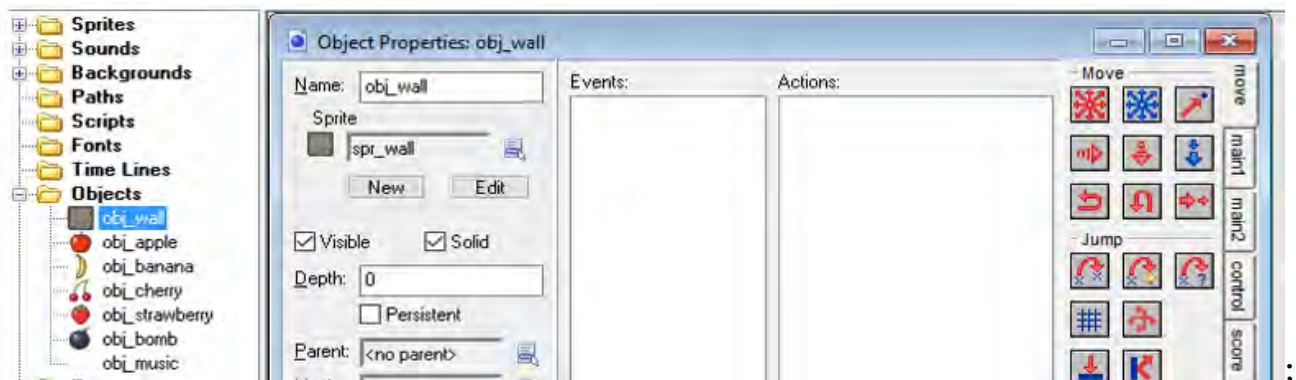 Sprites
Sounds
Backgrounds
Paths
Scripts
Fonts
Time Lines
Objects
obj_wall
obj_apple
obj_banana
obj_cherry
obj_strawberry
obj_bomb
obj_music
Object Properties: obj_wall
Name: obj_wall
Sprite
spr_wall
New Edit
Visible Solid
Depth: 0
Persistent
Parent: <no parent>
Events:
Actions:
Move
Jump
move
main1
main2
control
score
;